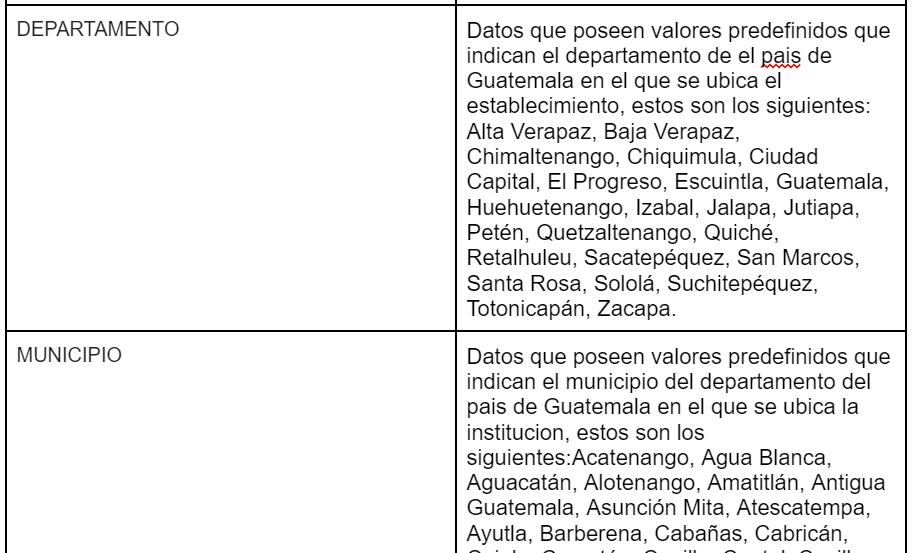 DEPARTAMENTO
Datos que poseen valores predefinidos que
indican el departamento de el pais de
Guatemala en el que se ubica el
establecimiento, estos son los siguientes:
Alta Verapaz, Baja Verapaz,
Chimaltenango, Chiquimula, Ciudad
Capital, El Progreso, Escuintla, Guatemala,
Huehuetenango, Izabal, Jalapa, Jutiapa,
Petén, Quetzaltenango, Quiché,
Retalhuleu, Sacatepéquez, San Marcos,
Santa Rosa, Sololá, Suchitepéquez,
Totonicapán, Zacapa.
MUNICIPIO
Datos que poseen valores predefinidos que
indican el municipio del departamento del
pais de Guatemala en el que se ubica la
institucion, estos son los
siguientes:Acatenango, Agua Blanca,
Aguacatán, Alotenango, Amatitlán, Antigua
Guatemala, Asunción Mita, Atescatempa,
Ayutla, Barberena, Cabañas, Cabricán,